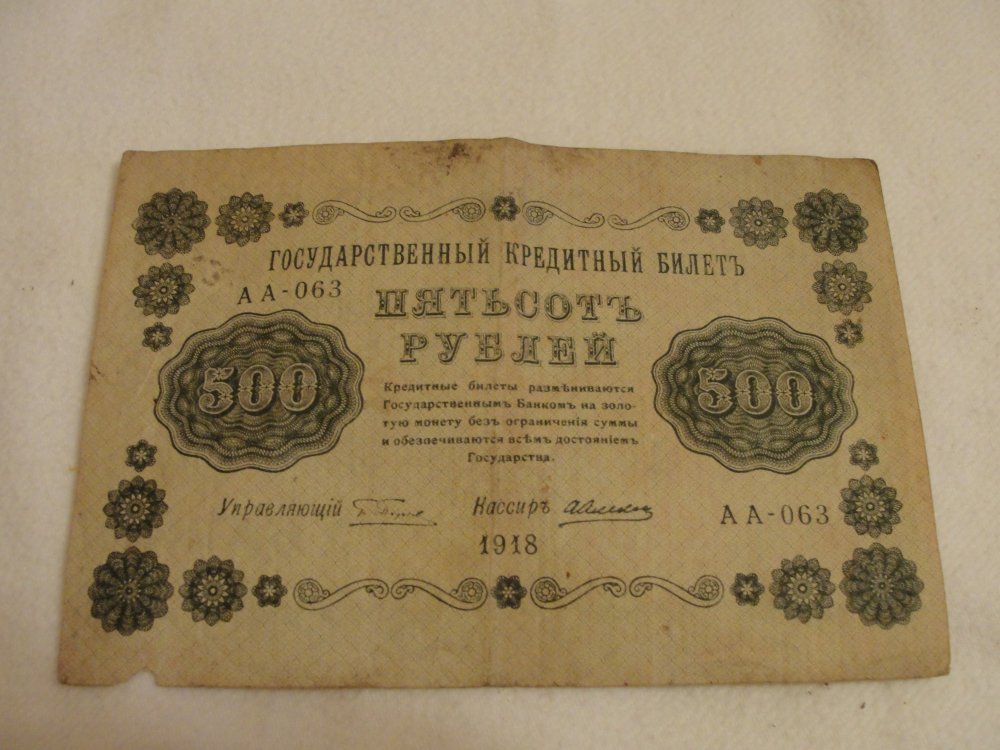 ГОСУДАРСТВЕННЫЙ КРЕДИТНЫЙ БИЛЕТЪ
АА-063
ПЯТЬСОТЪ
РУБЛЕЙ
500
500
Кредитные билеты размѣниваются
Государственнымъ Банкомъ на золо-
тую монету безъ ограниченія суммы
и обезпечиваются всѣмъ достояніемъ
Государства.
Управляющій
Кассиръ
АА-063
1918